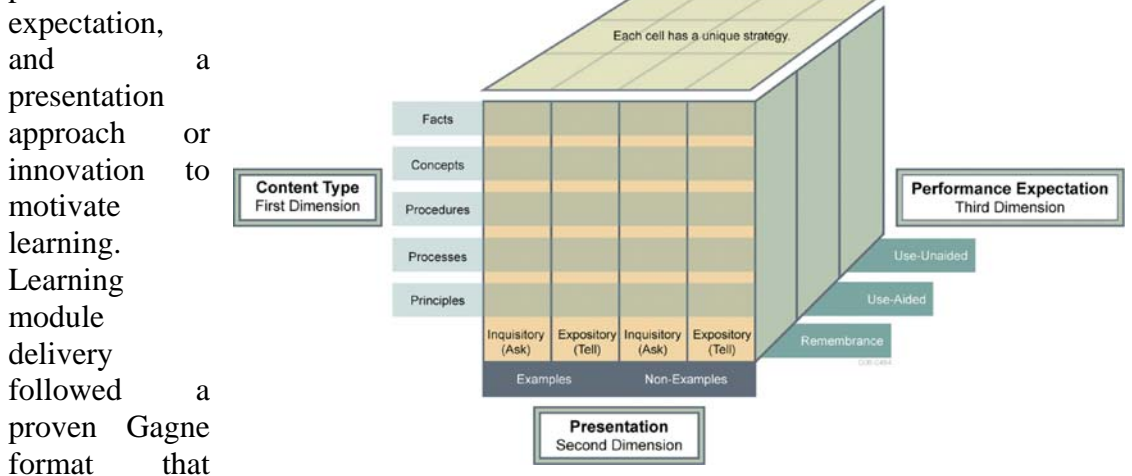 expectation,
and a
presentation
approach or
innovation to
motivate
learning.
Learning
module
delivery
followed a
proven Gagne
format that
Each cell has a unique strategy.
Facts
Concepts
Procedures
Processes
Principles
Content Type
First Dimension
Performance Expectation
Third Dimension
Use-Unaided
Use-Aided
Remembrance
Inquisitory
(Ask)
Expository
(Tell)
Inquisitory
(Ask)
Expository
(Tell)
Examples
Non-Examples
Presentation
Second Dimension